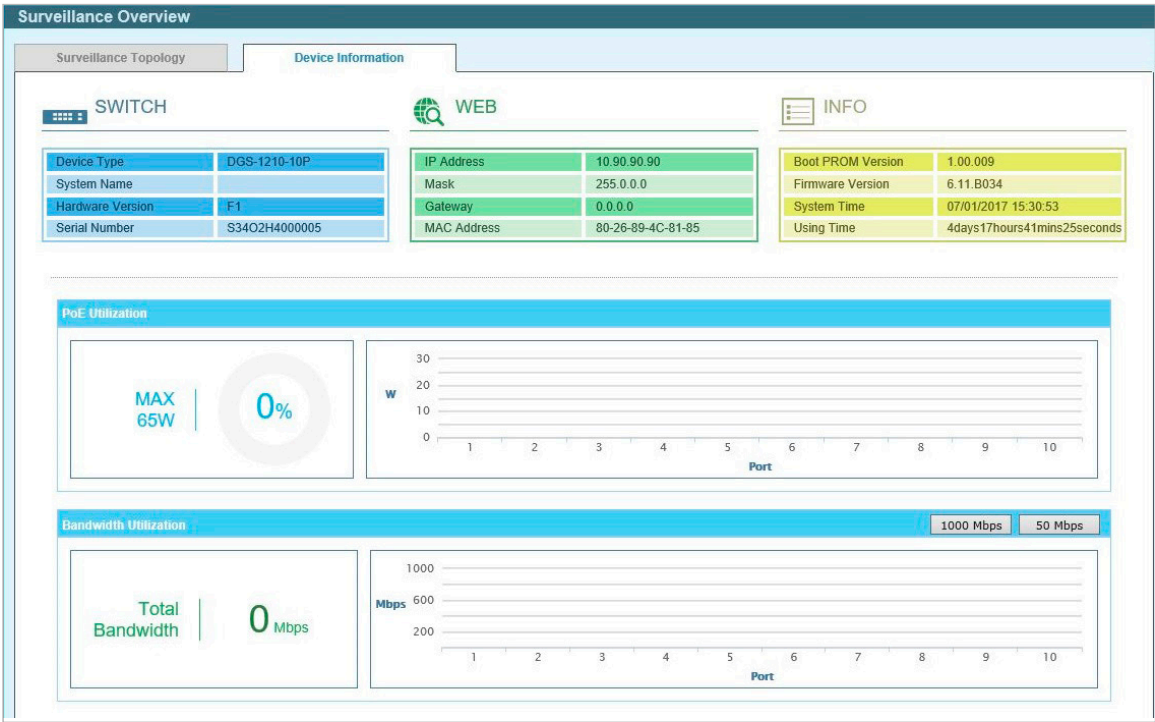 Surveillance Overview
Surveillance Topology
Device Information
SWITCH
Device Type DGS-1210-10P
System Name
Hardware Version F1
Serial Number S34O2H4000005
WEB
IP Address 10.90.90.90
Mask 255.0.0.0
Gateway 0.0.0.0
MAC Address 80-26-89-4C-81-85
INFO
Boot PROM Version 1.00.009
Firmware Version 6.11.B034
System Time 07/01/2017 15:30:53
Using Time 4days17hours41mins25seconds
PoE Utilization
MAX
65W
0%
30
W 20
10
0
1 2 3 4 5 6 7 8 9 10
Port
Bandwidth Utilization 1000 Mbps 50 Mbps
Total
Bandwidth
0 Mbps
1000
Mbps 600
200
1 2 3 4 5 6 7 8 9 10
Port